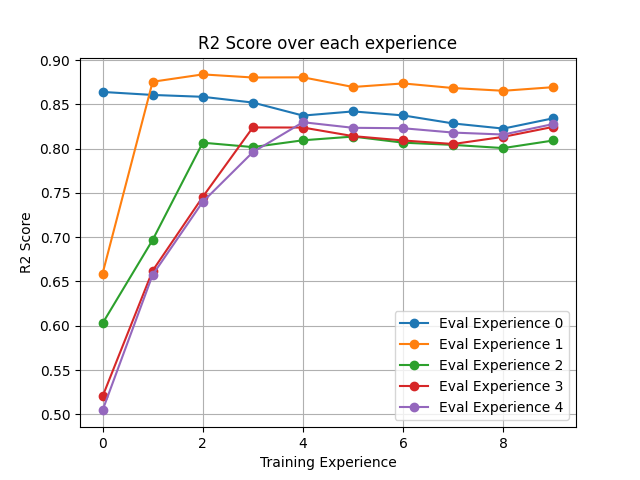 R2 Score over each experience
0.90
0.85
0.80
0.75
0.70
0.65
0.60
0.55
0.50
R2 Score
Eval Experience 0
Eval Experience 1
Eval Experience 2
Eval Experience 3
Eval Experience 4
0 2 4 6 8
Training Experience